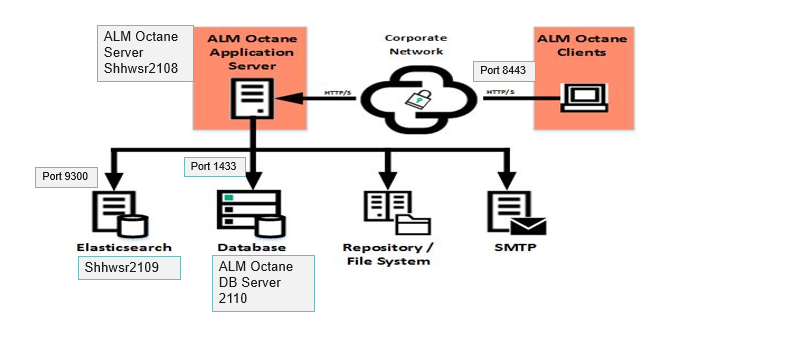 ALM Octane
Server
Shhwsr2108
ALM Octane
Application
Server
Corporate
Network
ALM Octane
Clients
Port 8443
HTTP/S
HTTP/S
Port 9300
Port 1433
Elasticsearch
Database
Repository /
File System
SMTP
Shhwsr2109
ALM Octane
DB Server
2110